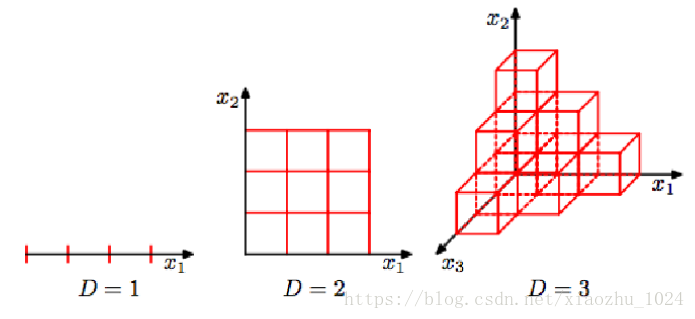 x₂
x₂
x₁
x₁
x₁
x₃
D = 1
D = 2
D = 3
https://blog.csdn.net/xiaozhu_1024